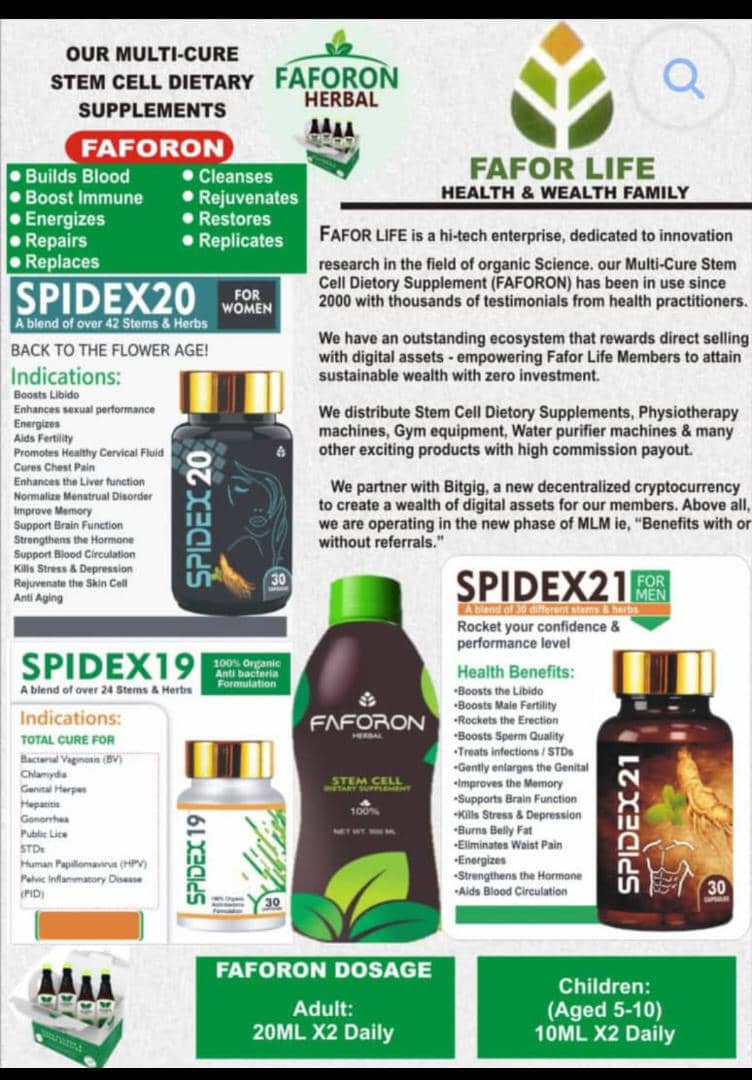 OUR MULTI-CURE
STEM CELL DIETARY
SUPPLEMENTS
FAFORON
FAFORON
HERBAL
FAFOR LIFE
HEALTH & WEALTH FAMILY
● Builds Blood
● Boost Immune
● Energizes
● Repairs
● Replaces
● Cleanses
● Rejuvenates
● Restores
● Replicates
FAFOR LIFE is a hi-tech enterprise, dedicated to innovation
research in the field of organic Science. our Multi-Cure Stem
Cell Dietory Supplement (FAFORON) has been in use since
2000 with thousands of testimonials from health practitioners.
We have an outstanding ecosystem that rewards direct selling
with digital assets - empowering Fafor Life Members to attain
sustainable wealth with zero investment.
We distribute Stem Cell Dietory Supplements, Physiotherapy
machines, Gym equipment, Water purifier machines & many
other exciting products with high commission payout.
We partner with Bitgig, a new decentralized cryptocurrency
to create a wealth of digital assets for our members. Above all,
we are operating in the new phase of MLM ie, “Benefits with or
without referrals.”
SPIDEX20
FOR
WOMEN
A blend of over 42 Stems & Herbs
BACK TO THE FLOWER AGE!
Indications:
Boosts Libido
Enhances sexual performance
Energizes
Aids Fertility
Promotes Healthy Cervical Fluid
Cures Chest Pain
Enhances the Liver function
Normalize Menstrual Disorder
Improve Memory
Support Brain Function
Strengthens the Hormone
Support Blood Circulation
Kills Stress & Depression
Rejuvenate the Skin Cell
Anti Aging
SPIDEX 20
30
CAPSULES
SPIDEX19
A blend of over 24 Stems & Herbs
100% Organic
Anti bacteria
Formulation
Indications:
TOTAL CURE FOR
Bacterial Vaginosis (BV)
Chlamydia
Genital Herpes
Hepatitis
Gonorrhea
Public Lice
STDs
Human Papillomavirus (HPV)
Pelvic Inflammatory Disease
(PID)
SPIDEX 19
100% Organic
Formulation
30
FAFORON
HERBAL
STEM CELL
DIETARY SUPPLEMENT
100%
NET WT. 500 ML
SPIDEX21
FOR
MEN
A blend of 30 different stems & herbs
Rocket your confidence &
performance level
Health Benefits:
•Boosts the Libido
•Boosts Male Fertility
•Rockets the Erection
•Boosts Sperm Quality
•Treats infections / STDs
•Gently enlarges the Genital
•Improves the Memory
•Supports Brain Function
•Kills Stress & Depression
•Burns Belly Fat
•Eliminates Waist Pain
•Energizes
•Strengthens the Hormone
•Aids Blood Circulation
SPIDEX 21
30
CAPSULES
FAFORON DOSAGE
Adult:
20ML X2 Daily
Children:
(Aged 5-10)
10ML X2 Daily